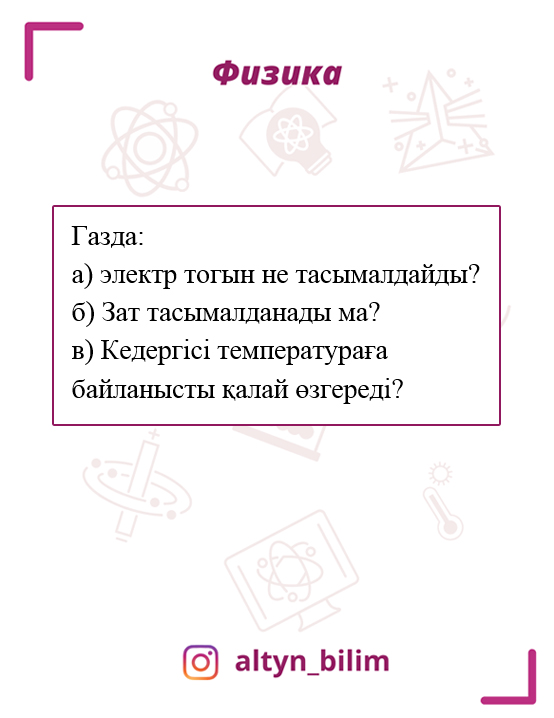 Физика
Газда:
а) электр тогын не тасымалдайды?
б) Зат тасымалданады ма?
в) Кедергісі температураға
байланысты қалай өзгереді?
altyn_bilim